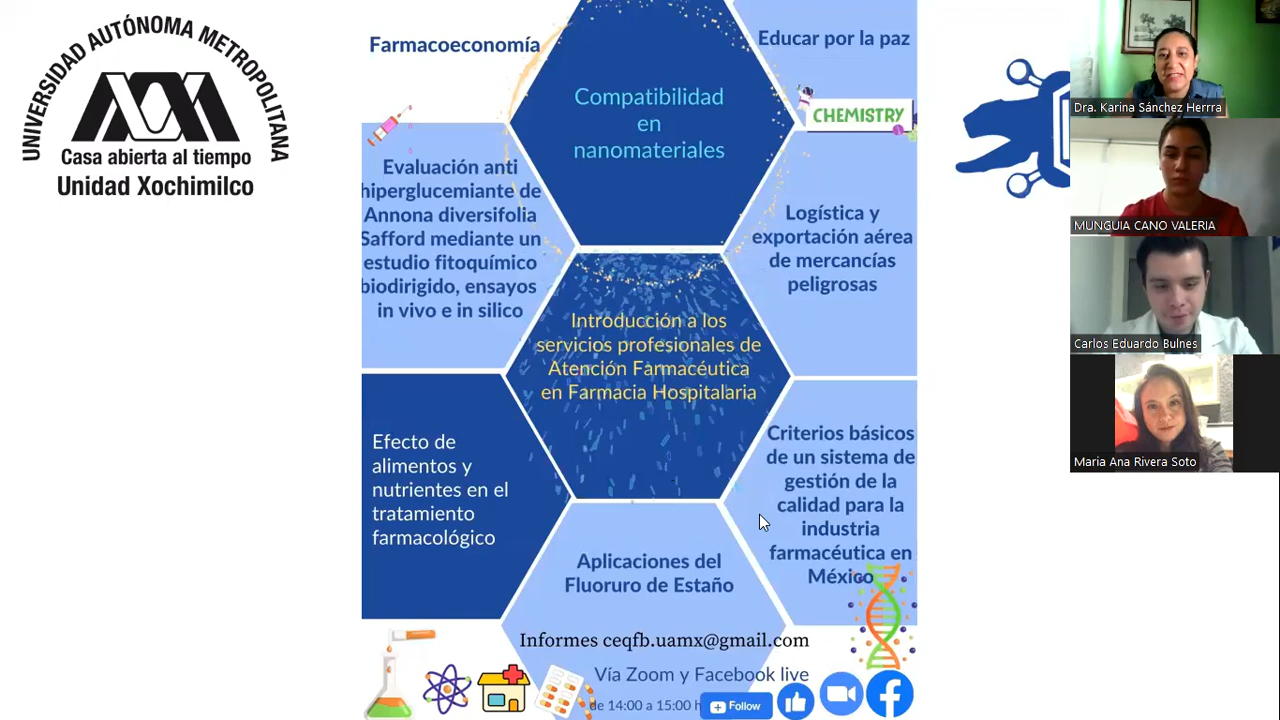 UNIVERSIDAD AUTÓNOMA METROPOLITANA
Casa abierta al tiempo
Unidad Xochimilco
Farmacoeconomía
Compatibilidad
en
nanomateriales
Educar por la paz
CHEMISTRY
Evaluación anti
hiperglucemiante de
Annona diversifolia
Safford mediante un
estudio fitoquímico
biodirigido, ensayos
in vivo e in silico
Logística y
exportación aérea
de mercancías
peligrosas
Introducción a los
servicios profesionales de
Atención Farmacéutica
en Farmacia Hospitalaria
Efecto de
alimentos y
nutrientes en el
tratamiento
farmacológico
Criterios básicos
de un sistema de
gestión de la
calidad para la
industria
farmacéutica en
México
Aplicaciones del
Fluoruro de Estaño
Informes ceqfb.uamx@gmail.com
Vía Zoom y Facebook live
de 14:00 a 15:00 h
Follow
Dra. Karina Sánchez Herrra
MUNGUIA CANO VALERIA
Carlos Eduardo Bulnes
Maria Ana Rivera Soto